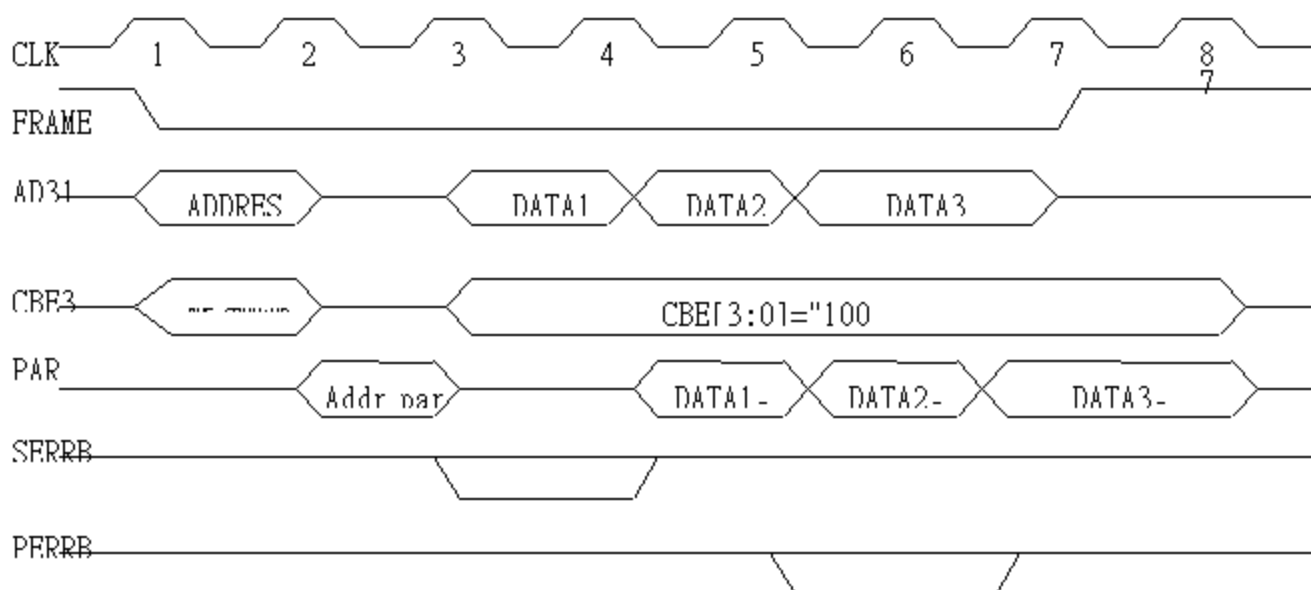 CLK 1 2 3 4 5 6 7 8
7
FRAME
AD31 ADDRES DATA1 DATA2 DATA3
CBE3 CBE[3:0]="100
PAR Addr par DATA1- DATA2- DATA3-
SERRB
PERRB